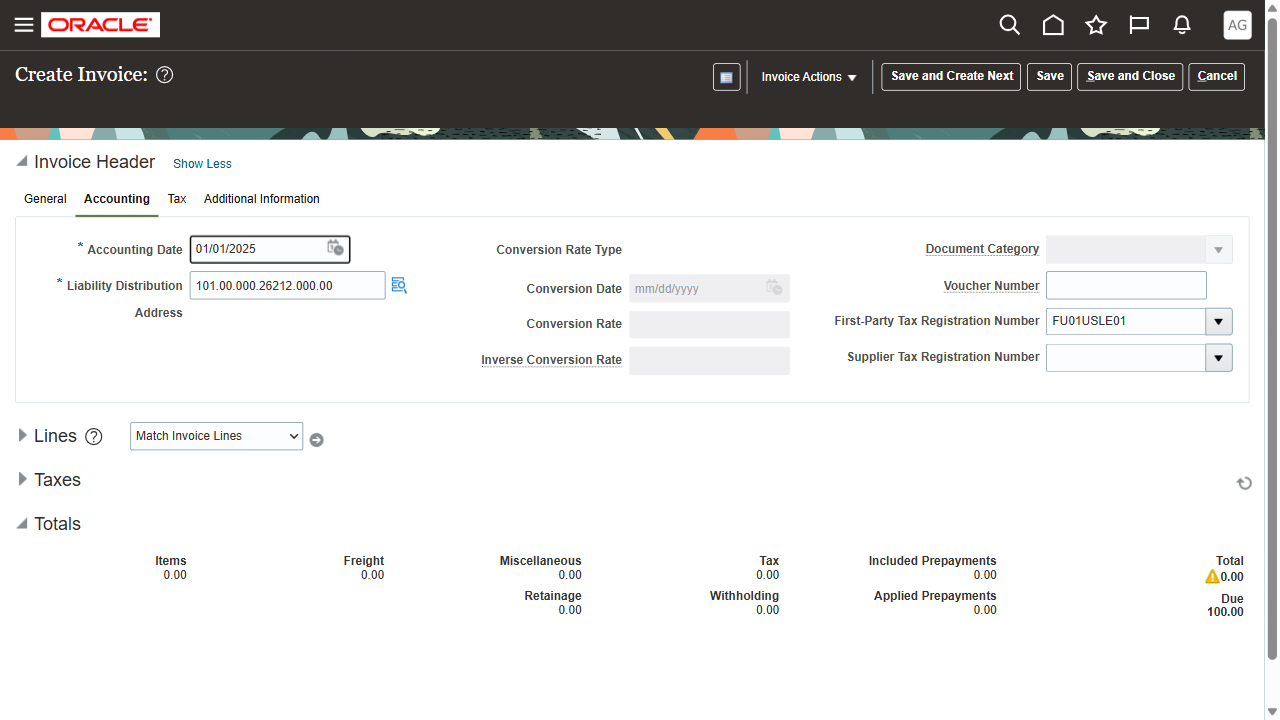 ORACLE
AG
Create Invoice: ?
Invoice Actions
Save and Create Next
Save
Save and Close
Cancel
Invoice Header
Show Less
General
Accounting
Tax
Additional Information
* Accounting Date 01/01/2025
* Liability Distribution 101.00.000.26212.000.00
Address
Conversion Rate Type
Conversion Date mm/dd/yyyy
Conversion Rate
Inverse Conversion Rate
Document Category
Voucher Number
First-Party Tax Registration Number FU01USLE01
Supplier Tax Registration Number
Lines ?
Match Invoice Lines
Taxes
Totals
Items Freight Miscellaneous Tax Included Prepayments Total
0.00 0.00 0.00 0.00 0.00 0.00
Retainage Withholding Applied Prepayments Due
0.00 0.00 0.00 100.00